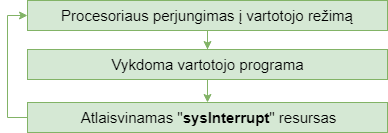 Procesoriaus perjungimas į vartotojo režimą
Vykdoma vartotojo programa
Atlaisvinamas "sysInterrupt" resursas